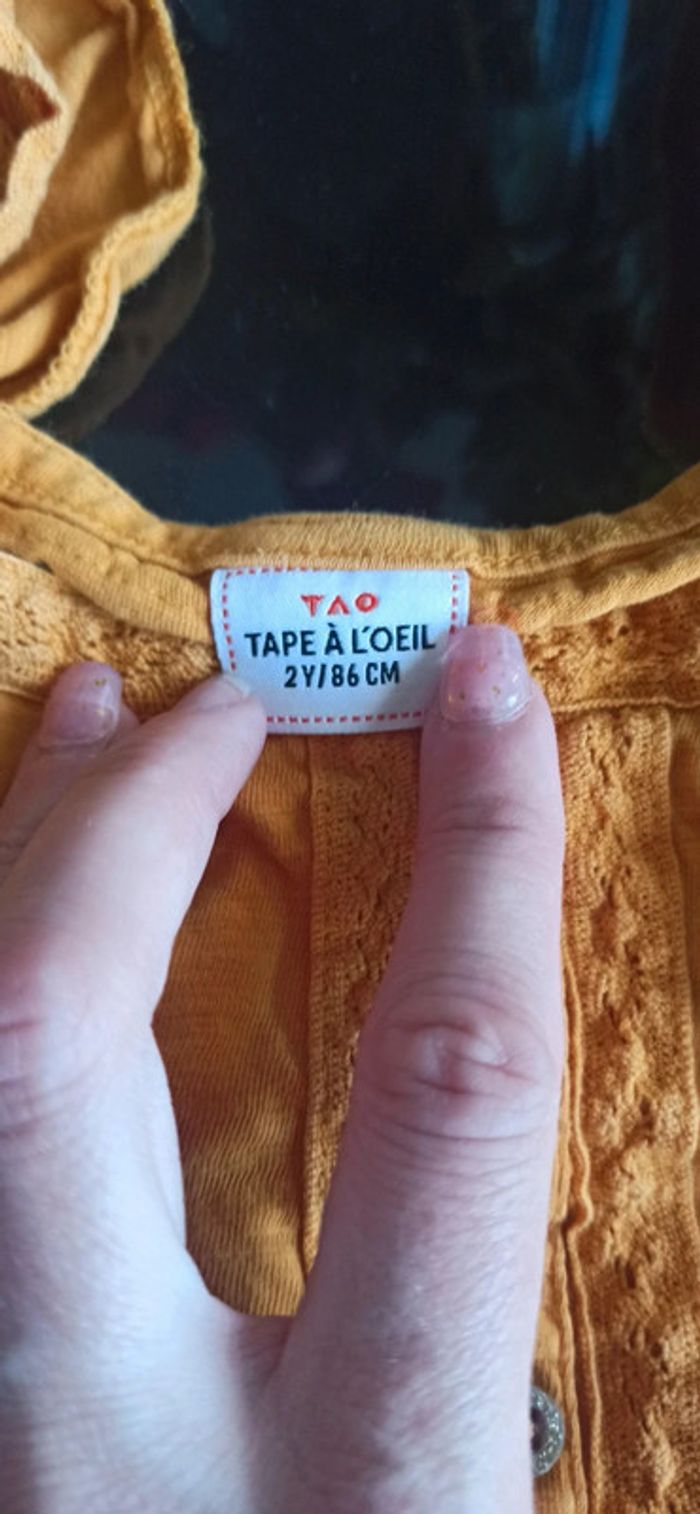 TAO
TAPE À L'OEIL
2Y/86 CM